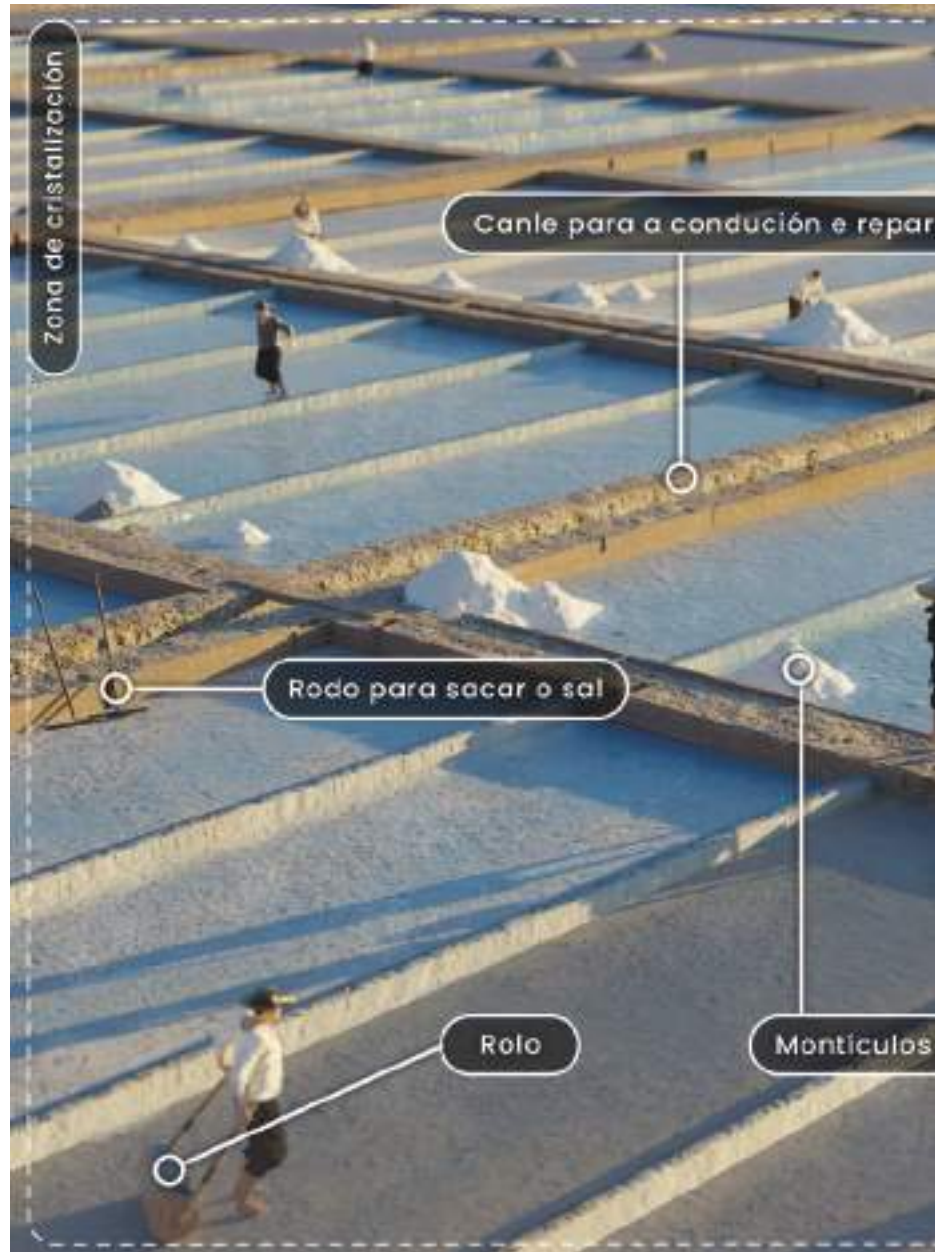 Zona de cristalización
Canle para a condución e repar
Rodo para sacar o sal
Rolo
Montículos